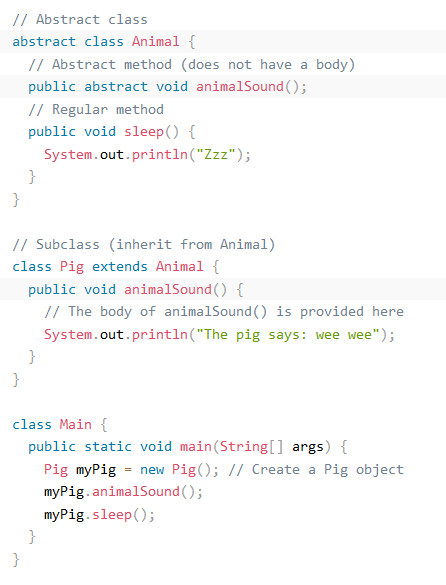 // Abstract class
abstract class Animal {
  // Abstract method (does not have a body)
  public abstract void animalSound();
  // Regular method
  public void sleep() {
    System.out.println("Zzz");
  }
}

// Subclass (inherit from Animal)
class Pig extends Animal {
  public void animalSound() {
    // The body of animalSound() is provided here
    System.out.println("The pig says: wee wee");
  }
}

class Main {
  public static void main(String[] args) {
    Pig myPig = new Pig(); // Create a Pig object
    myPig.animalSound();
    myPig.sleep();
  }
}